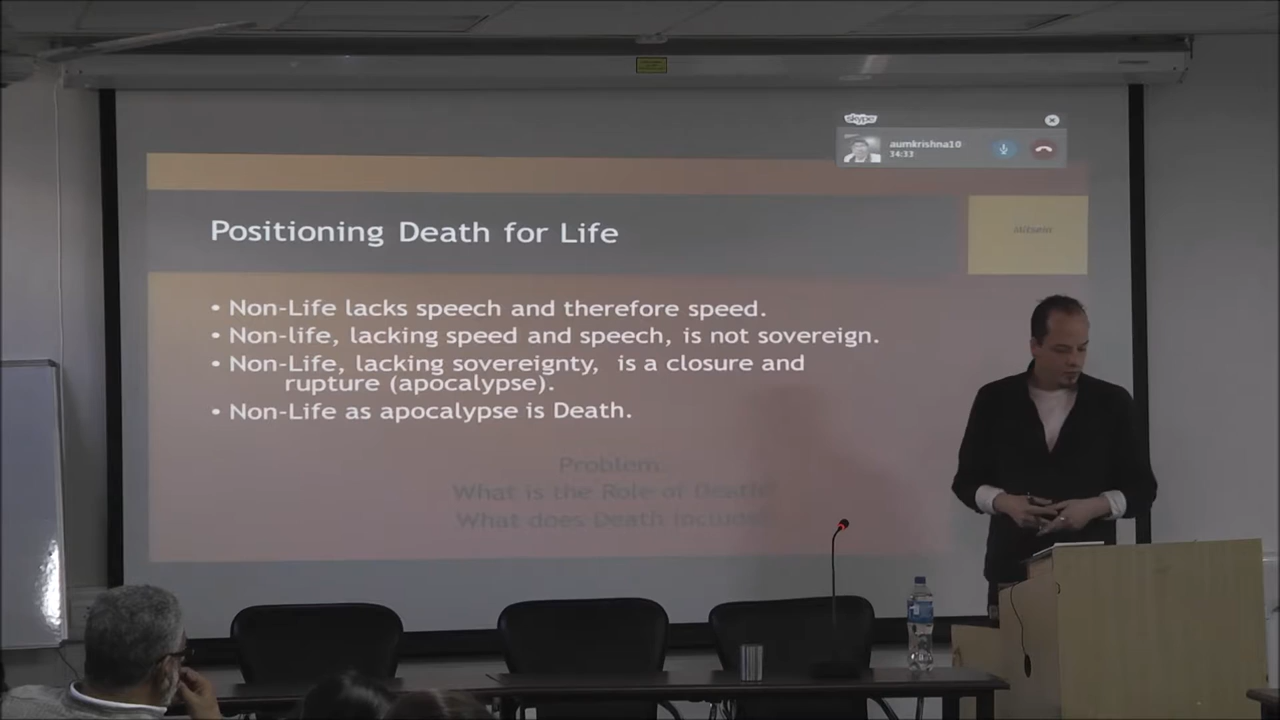 skype
aumkrishna10
34:33
Positioning Death for Life
• Non-Life lacks speech and therefore speed.
• Non-life, lacking speed and speech, is not sovereign.
• Non-Life, lacking sovereignty, is a closure and
rupture (apocalypse).
• Non-Life as apocalypse is Death.
Problem:
What is the Role of Death?
What does Death